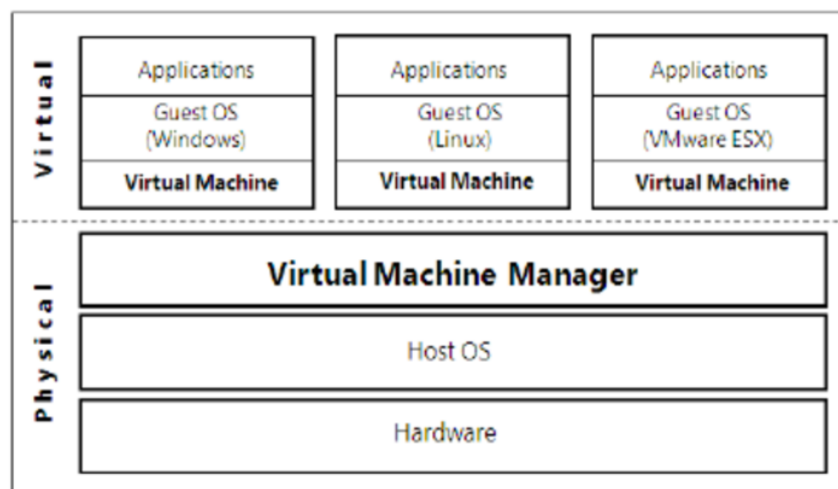 Virtual
Applications
Guest OS
(Windows)
Virtual Machine
Applications
Guest OS
(Linux)
Virtual Machine
Applications
Guest OS
(VMware ESX)
Virtual Machine
Physical
Virtual Machine Manager
Host OS
Hardware